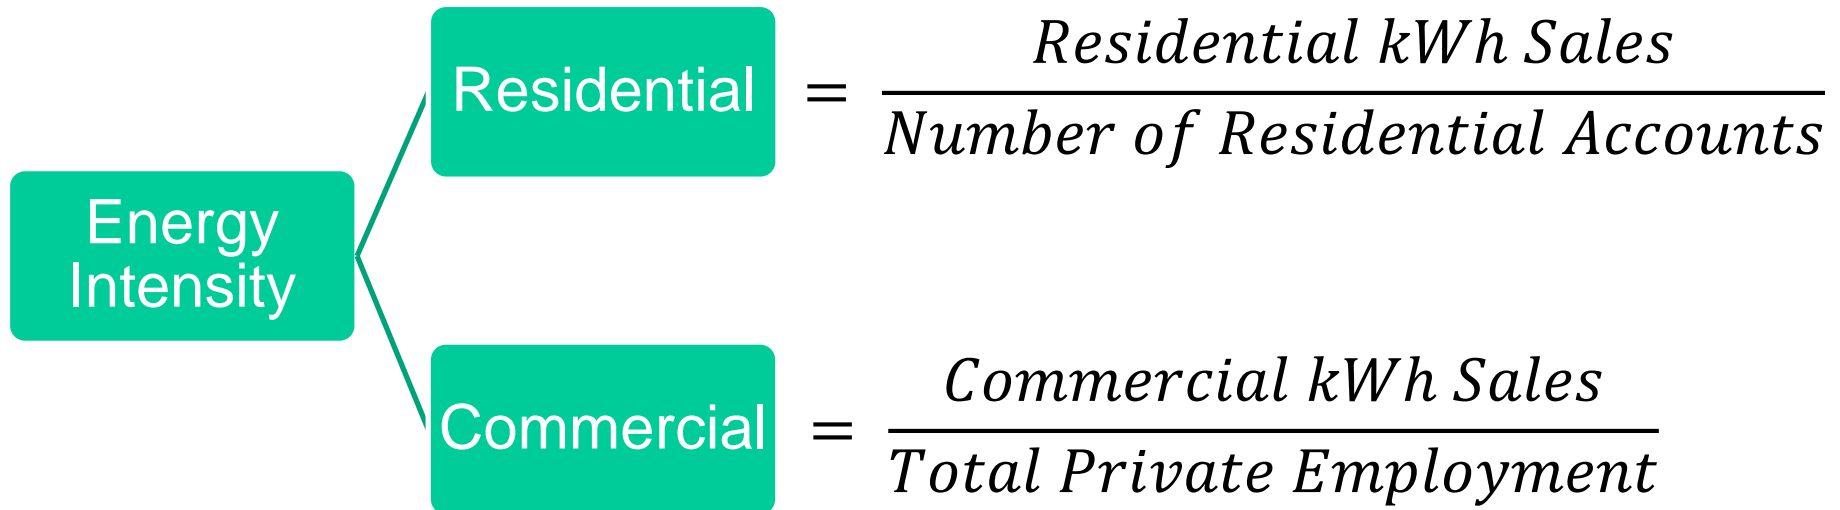 Energy
Intensity
Residential
=
Residential kWh Sales
Number of Residential Accounts
Commercial
=
Commercial kWh Sales
Total Private Employment